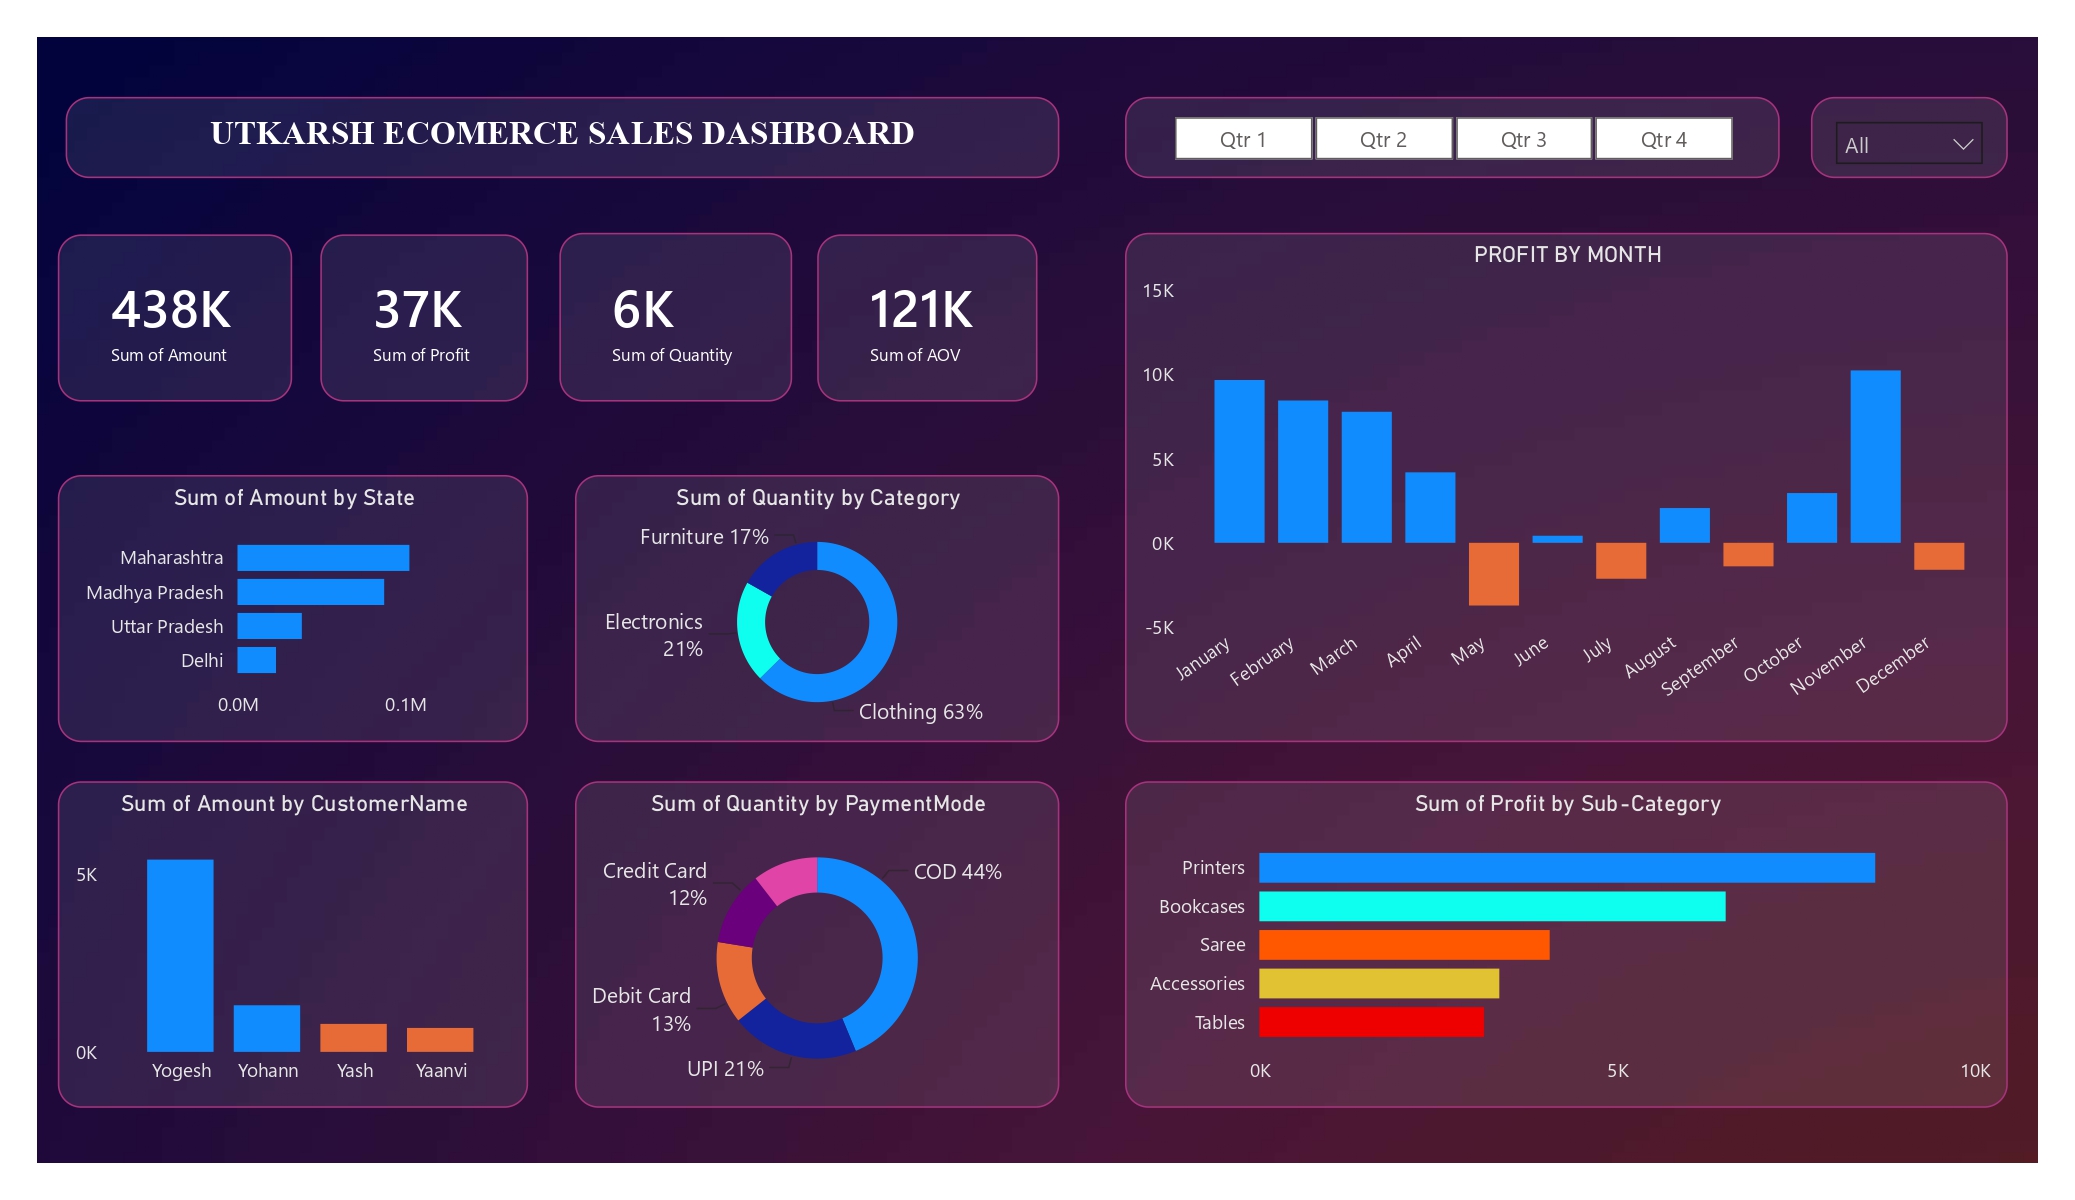 UTKARSH ECOMERCE SALES DASHBOARD
Qtr 1 Qtr 2 Qtr 3 Qtr 4
All
438K
Sum of Amount
37K
Sum of Profit
6K
Sum of Quantity
121K
Sum of AOV
PROFIT BY MONTH
15K
10K
5K
0K
-5K
January February March April May June July August September October November December
Sum of Amount by State
Maharashtra
Madhya Pradesh
Uttar Pradesh
Delhi
0.0M 0.1M
Sum of Quantity by Category
Furniture 17%
Electronics
21%
Clothing 63%
Sum of Amount by CustomerName
5K
0K
Yogesh Yohann Yash Yaanvi
Sum of Quantity by PaymentMode
Credit Card
12%
COD 44%
Debit Card
13%
UPI 21%
Sum of Profit by Sub-Category
Printers
Bookcases
Saree
Accessories
Tables
0K 5K 10K